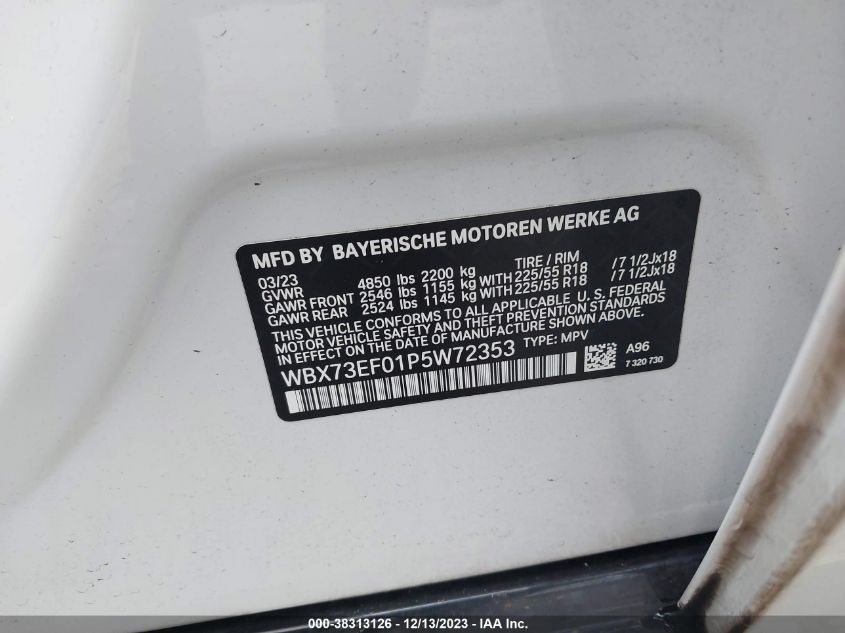 MFD BY BAYERISCHE MOTOREN WERKE AG
03/23 TIRE / RIM
GVWR 4850 lbs 2200 kg
GAWR FRONT 2546 lbs 1155 kg WITH 225/55 R18 / 7 1/2Jx18
GAWR REAR 2524 lbs 1145 kg WITH 225/55 R18 / 7 1/2Jx18
THIS VEHICLE CONFORMS TO ALL APPLICABLE U. S. FEDERAL
MOTOR VEHICLE SAFETY AND THEFT PREVENTION STANDARDS
IN EFFECT ON THE DATE OF MANUFACTURE SHOWN ABOVE.
WBX73EF01P5W72353 TYPE: MPV A96
7 320 730
000-38313126 - 12/13/2023 - IAA Inc.